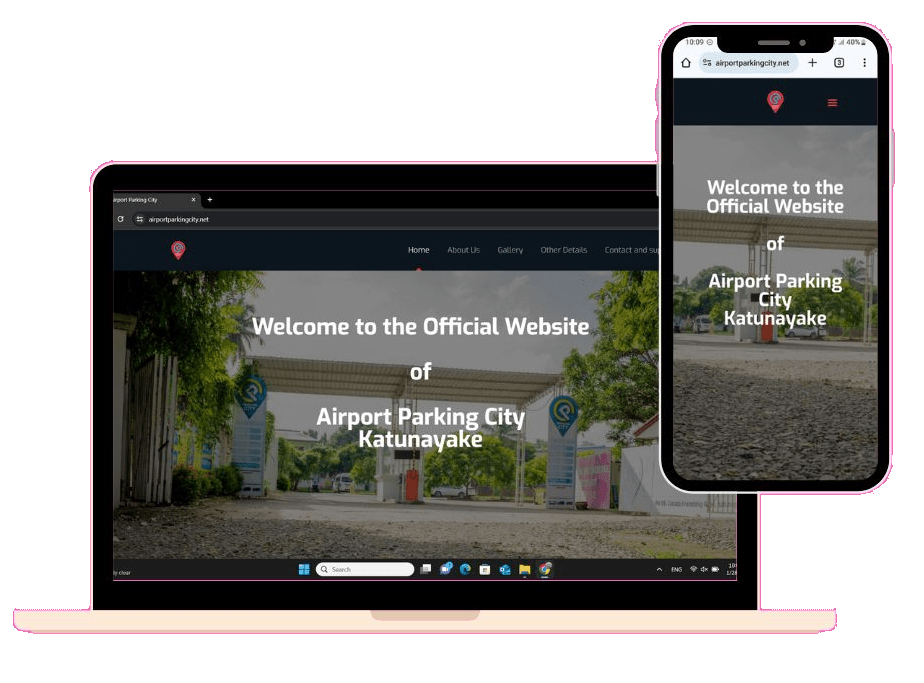 irport Parking City
airportparkingcity.net
Home About Us Gallery Other Details Contact and sup
Welcome to the Official Website
of
Airport Parking City
Katunayake
ly clear
Search
ENG
10:09 40%
airportparkingcity.net
3
Welcome to the
Official Website
of
Airport Parking
City
Katunayake